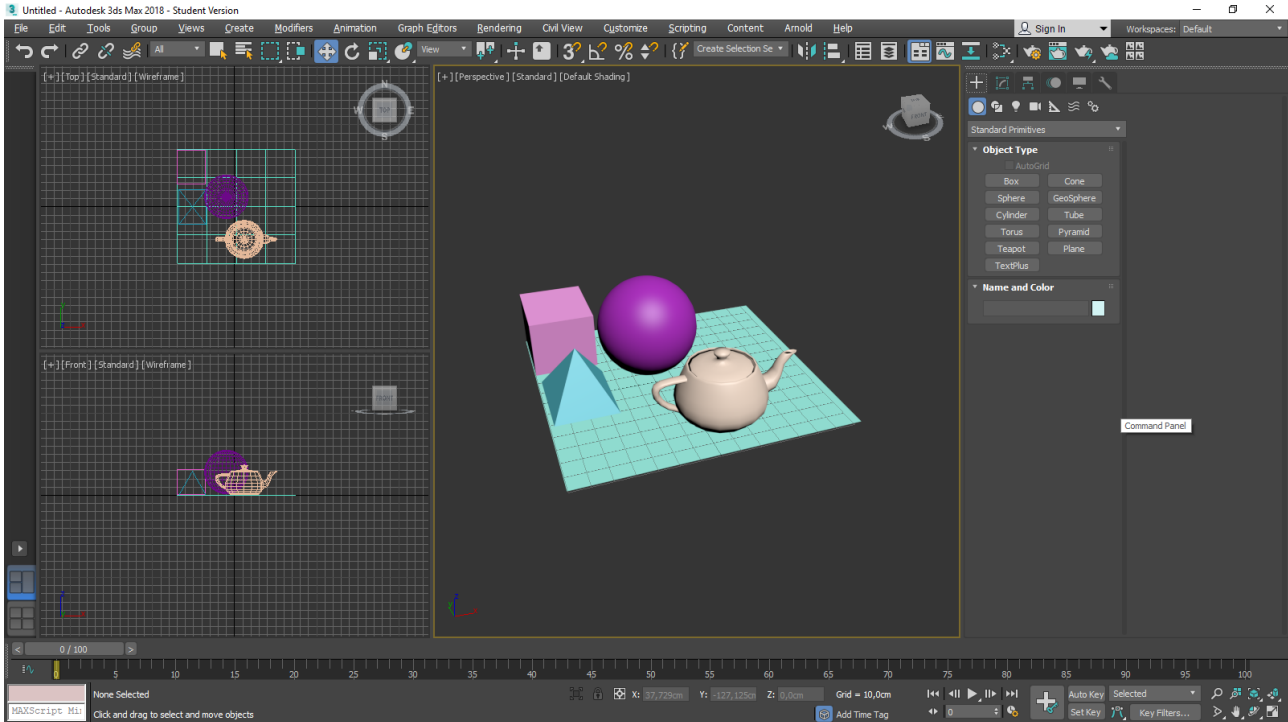 Untitled - Autodesk 3ds Max 2018 - Student Version
File Edit Tools Group Views Create Modifiers Animation Graph Editors Rendering Civil View Customize Scripting Content Arnold Help
Sign In
Workspaces: Default
All
View
Create Selection Se
[+] [Top] [Standard] [Wireframe]
N
W
TOP
E
S
[+] [Perspective] [Standard] [Default Shading]
FRONT
Standard Primitives
Object Type
AutoGrid
Box Cone
Sphere GeoSphere
Cylinder Tube
Torus Pyramid
Teapot Plane
TextPlus
Name and Color
[+] [Front] [Standard] [Wireframe]
FRONT
Command Panel
0 / 100
0 5 10 15 20 25 30 35 40 45 50 55 60 65 70 75 80 85 90 95 100
None Selected
X: 37,729cm Y: -127,125cm Z: 0,0cm Grid = 10,0cm
Auto Key Selected
MAXScript Mi
Click and drag to select and move objects
Add Time Tag
0
Set Key Key Filters...